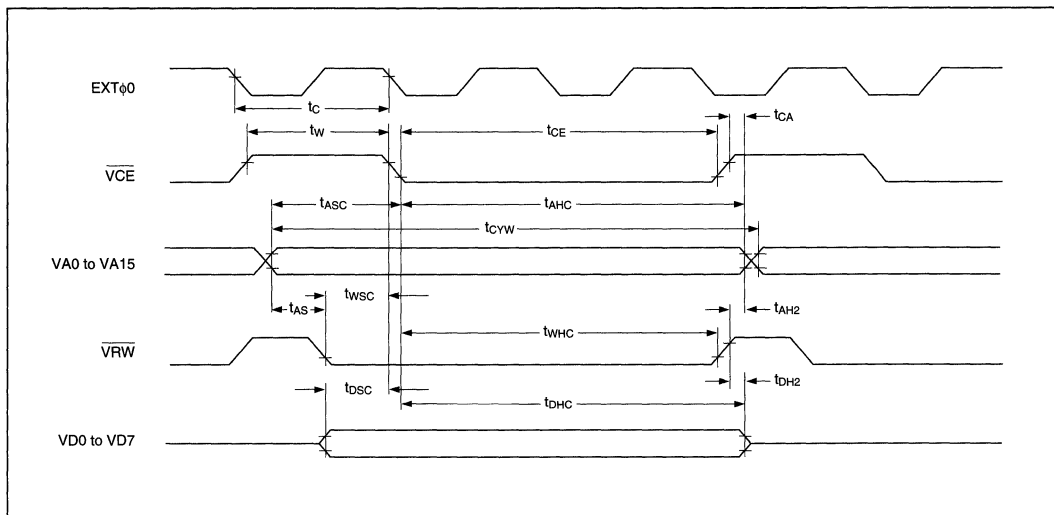 EXTϕ0
tC
tCA
tW
tCE
VCE
tASC
tAHC
tCYW
VA0 to VA15
tWSC
tAS
tAH2
tWHC
VRW
tDSC
tDH2
tDHC
VD0 to VD7